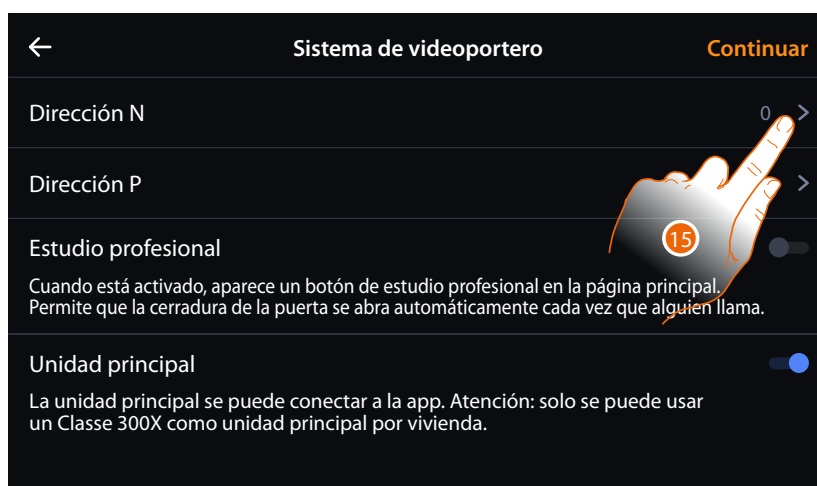 Sistema de videoportero
Continuar
Dirección N
0
Dirección P
15
Estudio profesional
Cuando está activado, aparece un botón de estudio profesional en la página principal.
Permite que la cerradura de la puerta se abra automáticamente cada vez que alguien llama.
Unidad principal
La unidad principal se puede conectar a la app. Atención: solo se puede usar
un Classe 300X como unidad principal por vivienda.